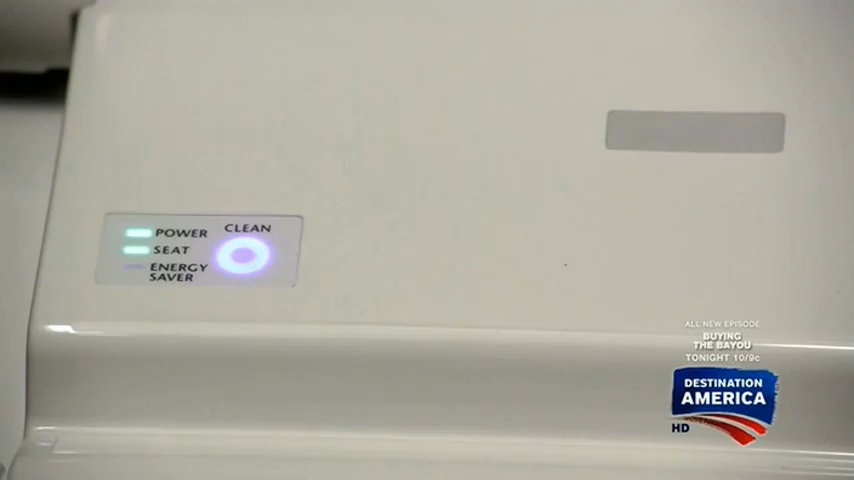 POWER
CLEAN
SEAT
ENERGY
SAVER
ALL NEW EPISODE
BUYING
THE BAYOU
TONIGHT 10/9c
DESTINATION
AMERICA
HD